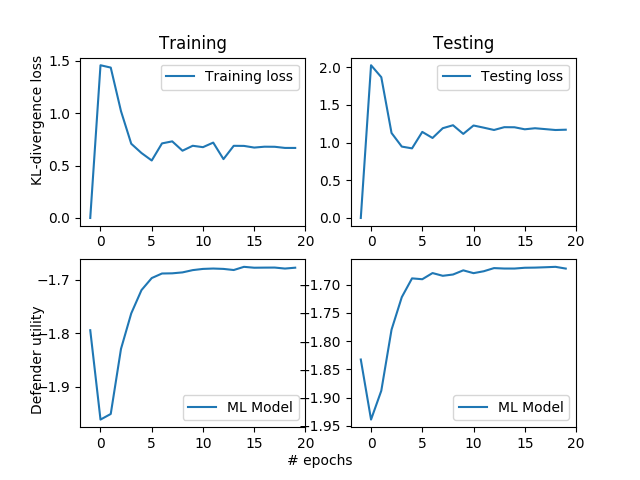 Training
Testing
KL-divergence loss
1.5
1.0
0.5
0.0
Training loss
0 5 10 15 20
2.0
1.5
1.0
0.5
0.0
Testing loss
0 5 10 15 20
Defender utility
−1.7
−1.8
−1.9
ML Model
0 5 10 15 20
−1.70
−1.75
−1.80
−1.85
−1.90
−1.95
ML Model
0 5 10 15 20
# epochs